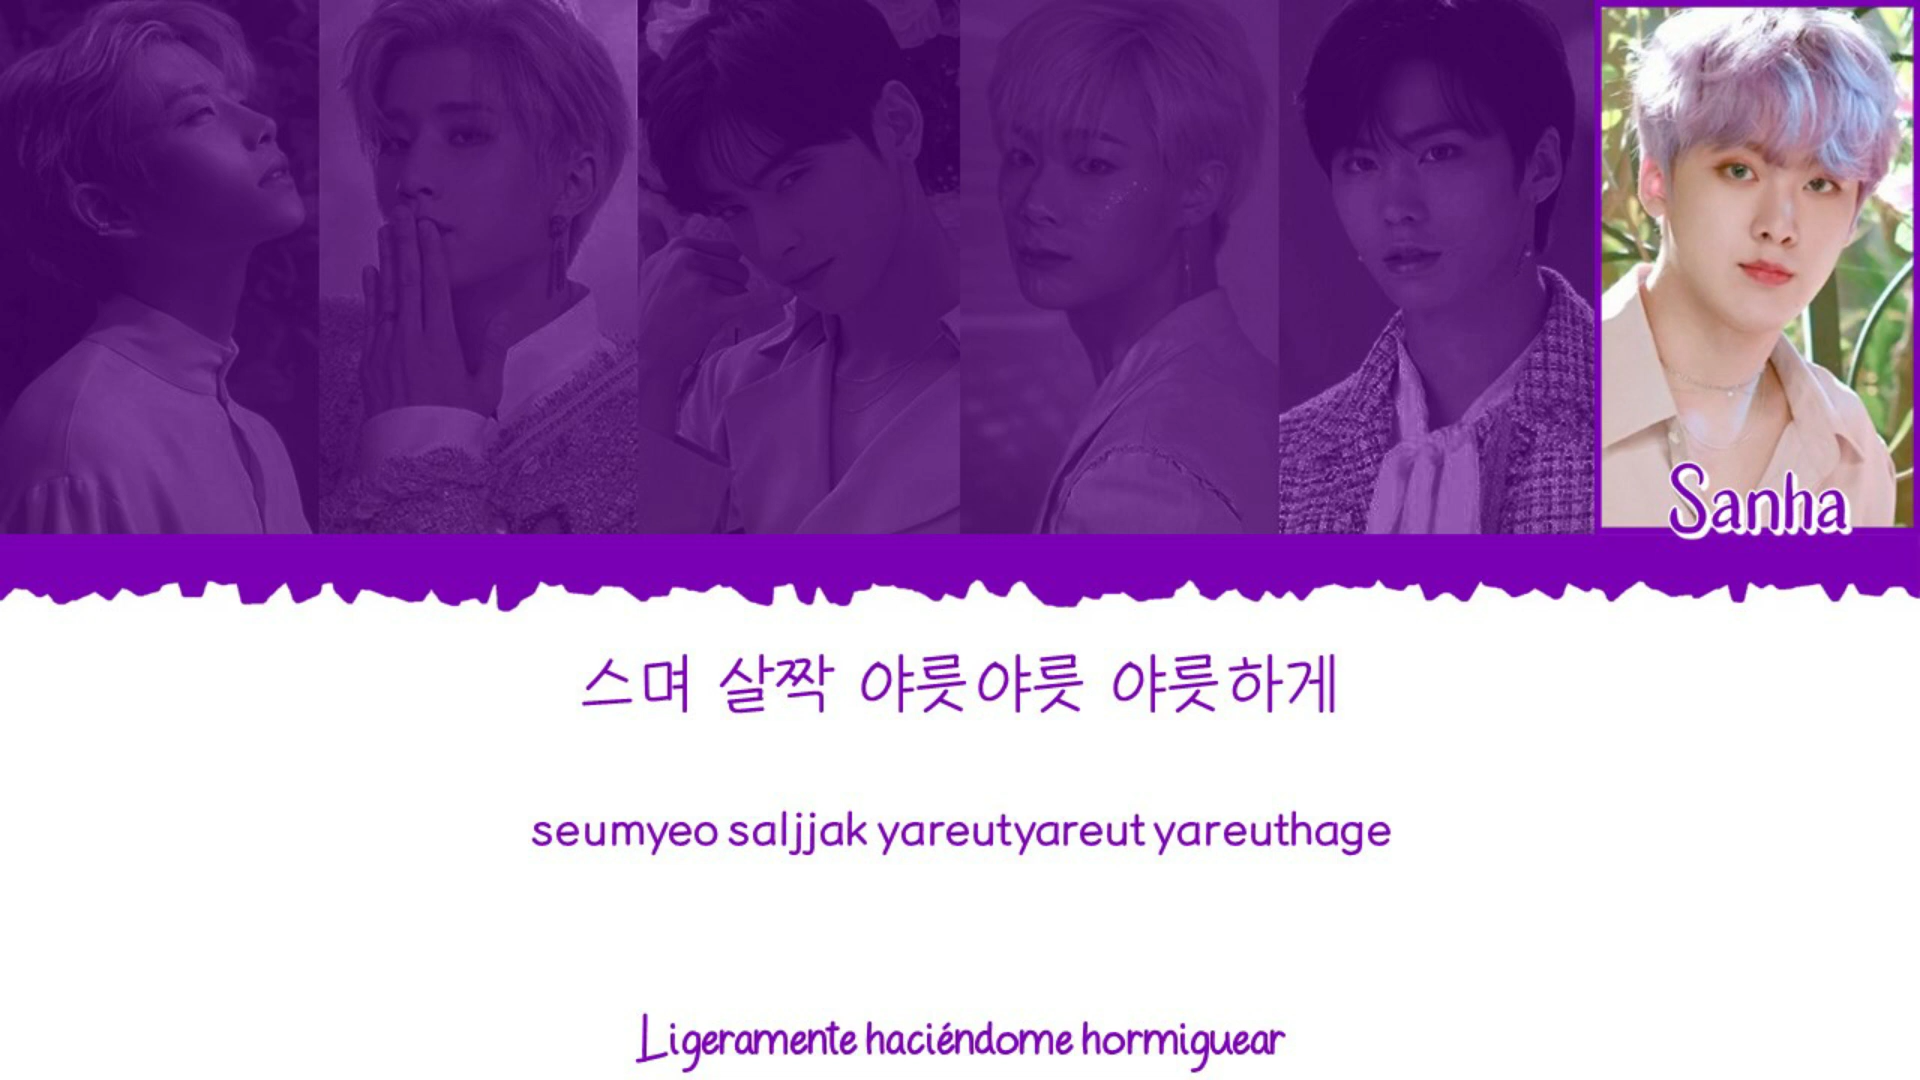 Sanha
스며 살짝 야릇야릇 야릇하게
seumyeo saljjak yareutyareut yareuthage
Ligeramente haciéndome hormiguear